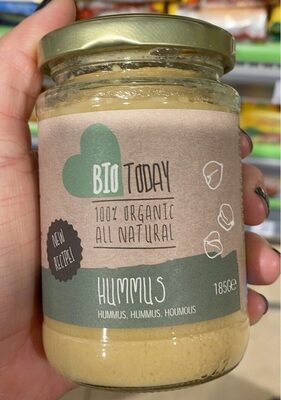 BIO TODAY
100% ORGANIC
ALL NATURAL
NEW
RECIPE!
HUMMUS
HUMMUS, HUMMUS, HOUMOUS
185G℮